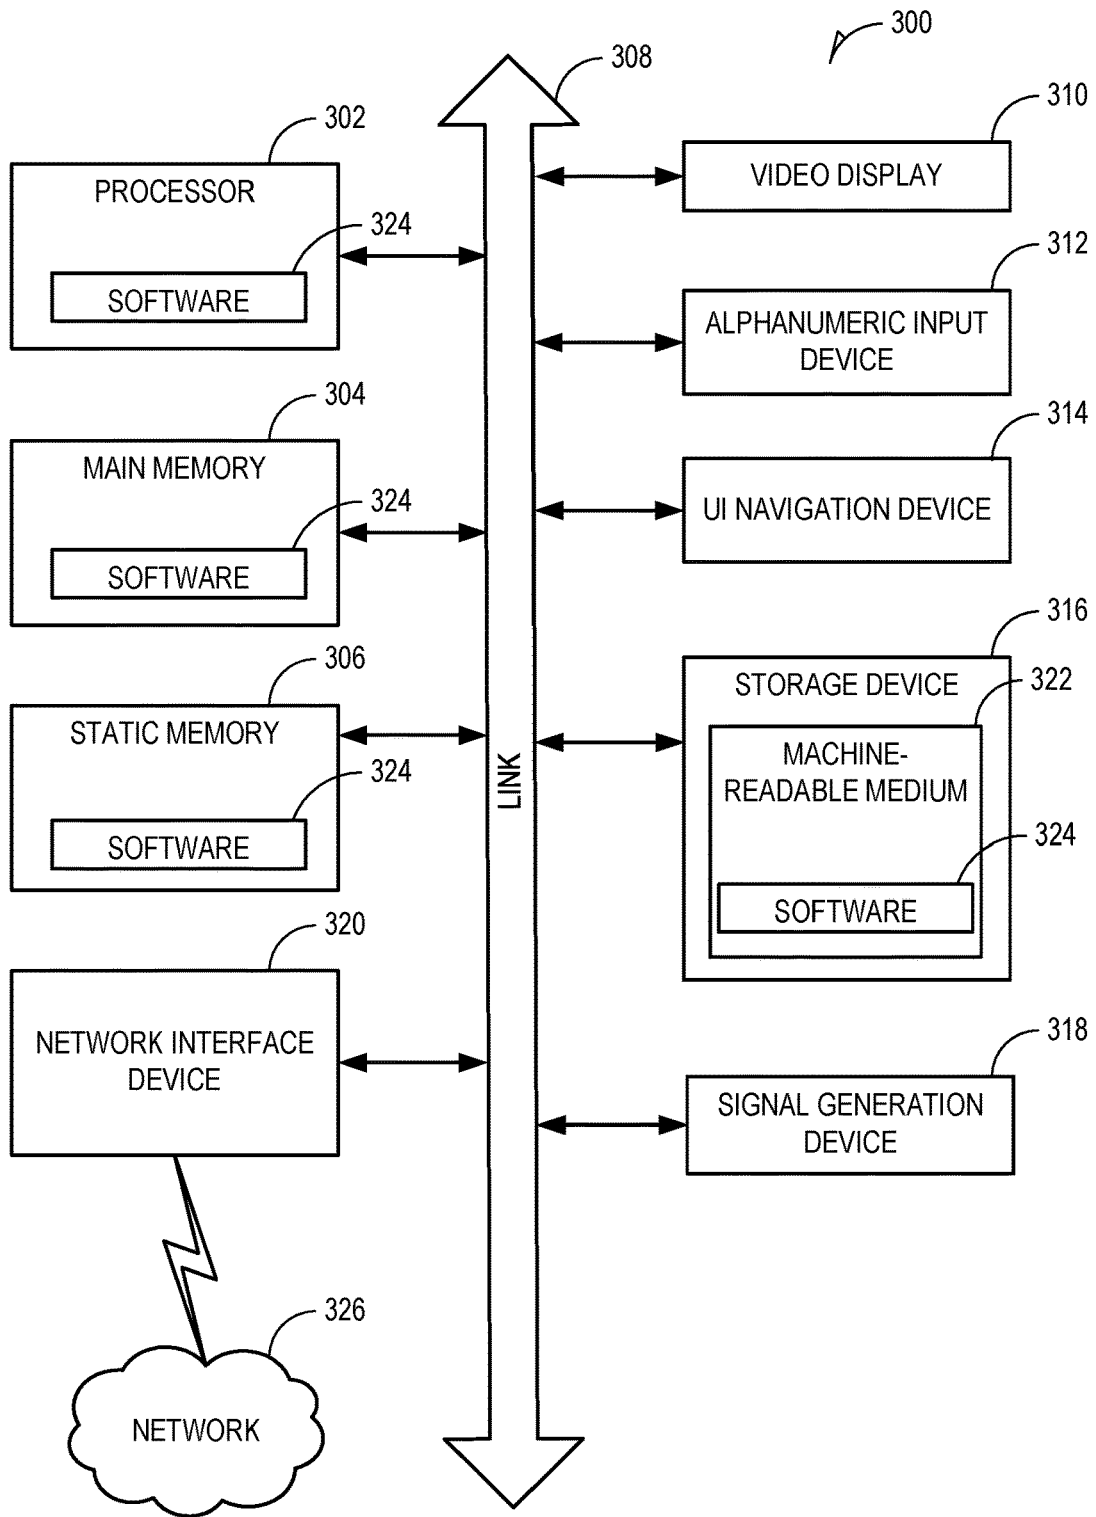 300
308
302
PROCESSOR
324
SOFTWARE
304
MAIN MEMORY
324
SOFTWARE
306
STATIC MEMORY
324
SOFTWARE
320
NETWORK INTERFACE
DEVICE
326
NETWORK
LINK
310
VIDEO DISPLAY
312
ALPHANUMERIC INPUT
DEVICE
314
UI NAVIGATION DEVICE
316
STORAGE DEVICE
322
MACHINE-
READABLE MEDIUM
324
SOFTWARE
318
SIGNAL GENERATION
DEVICE